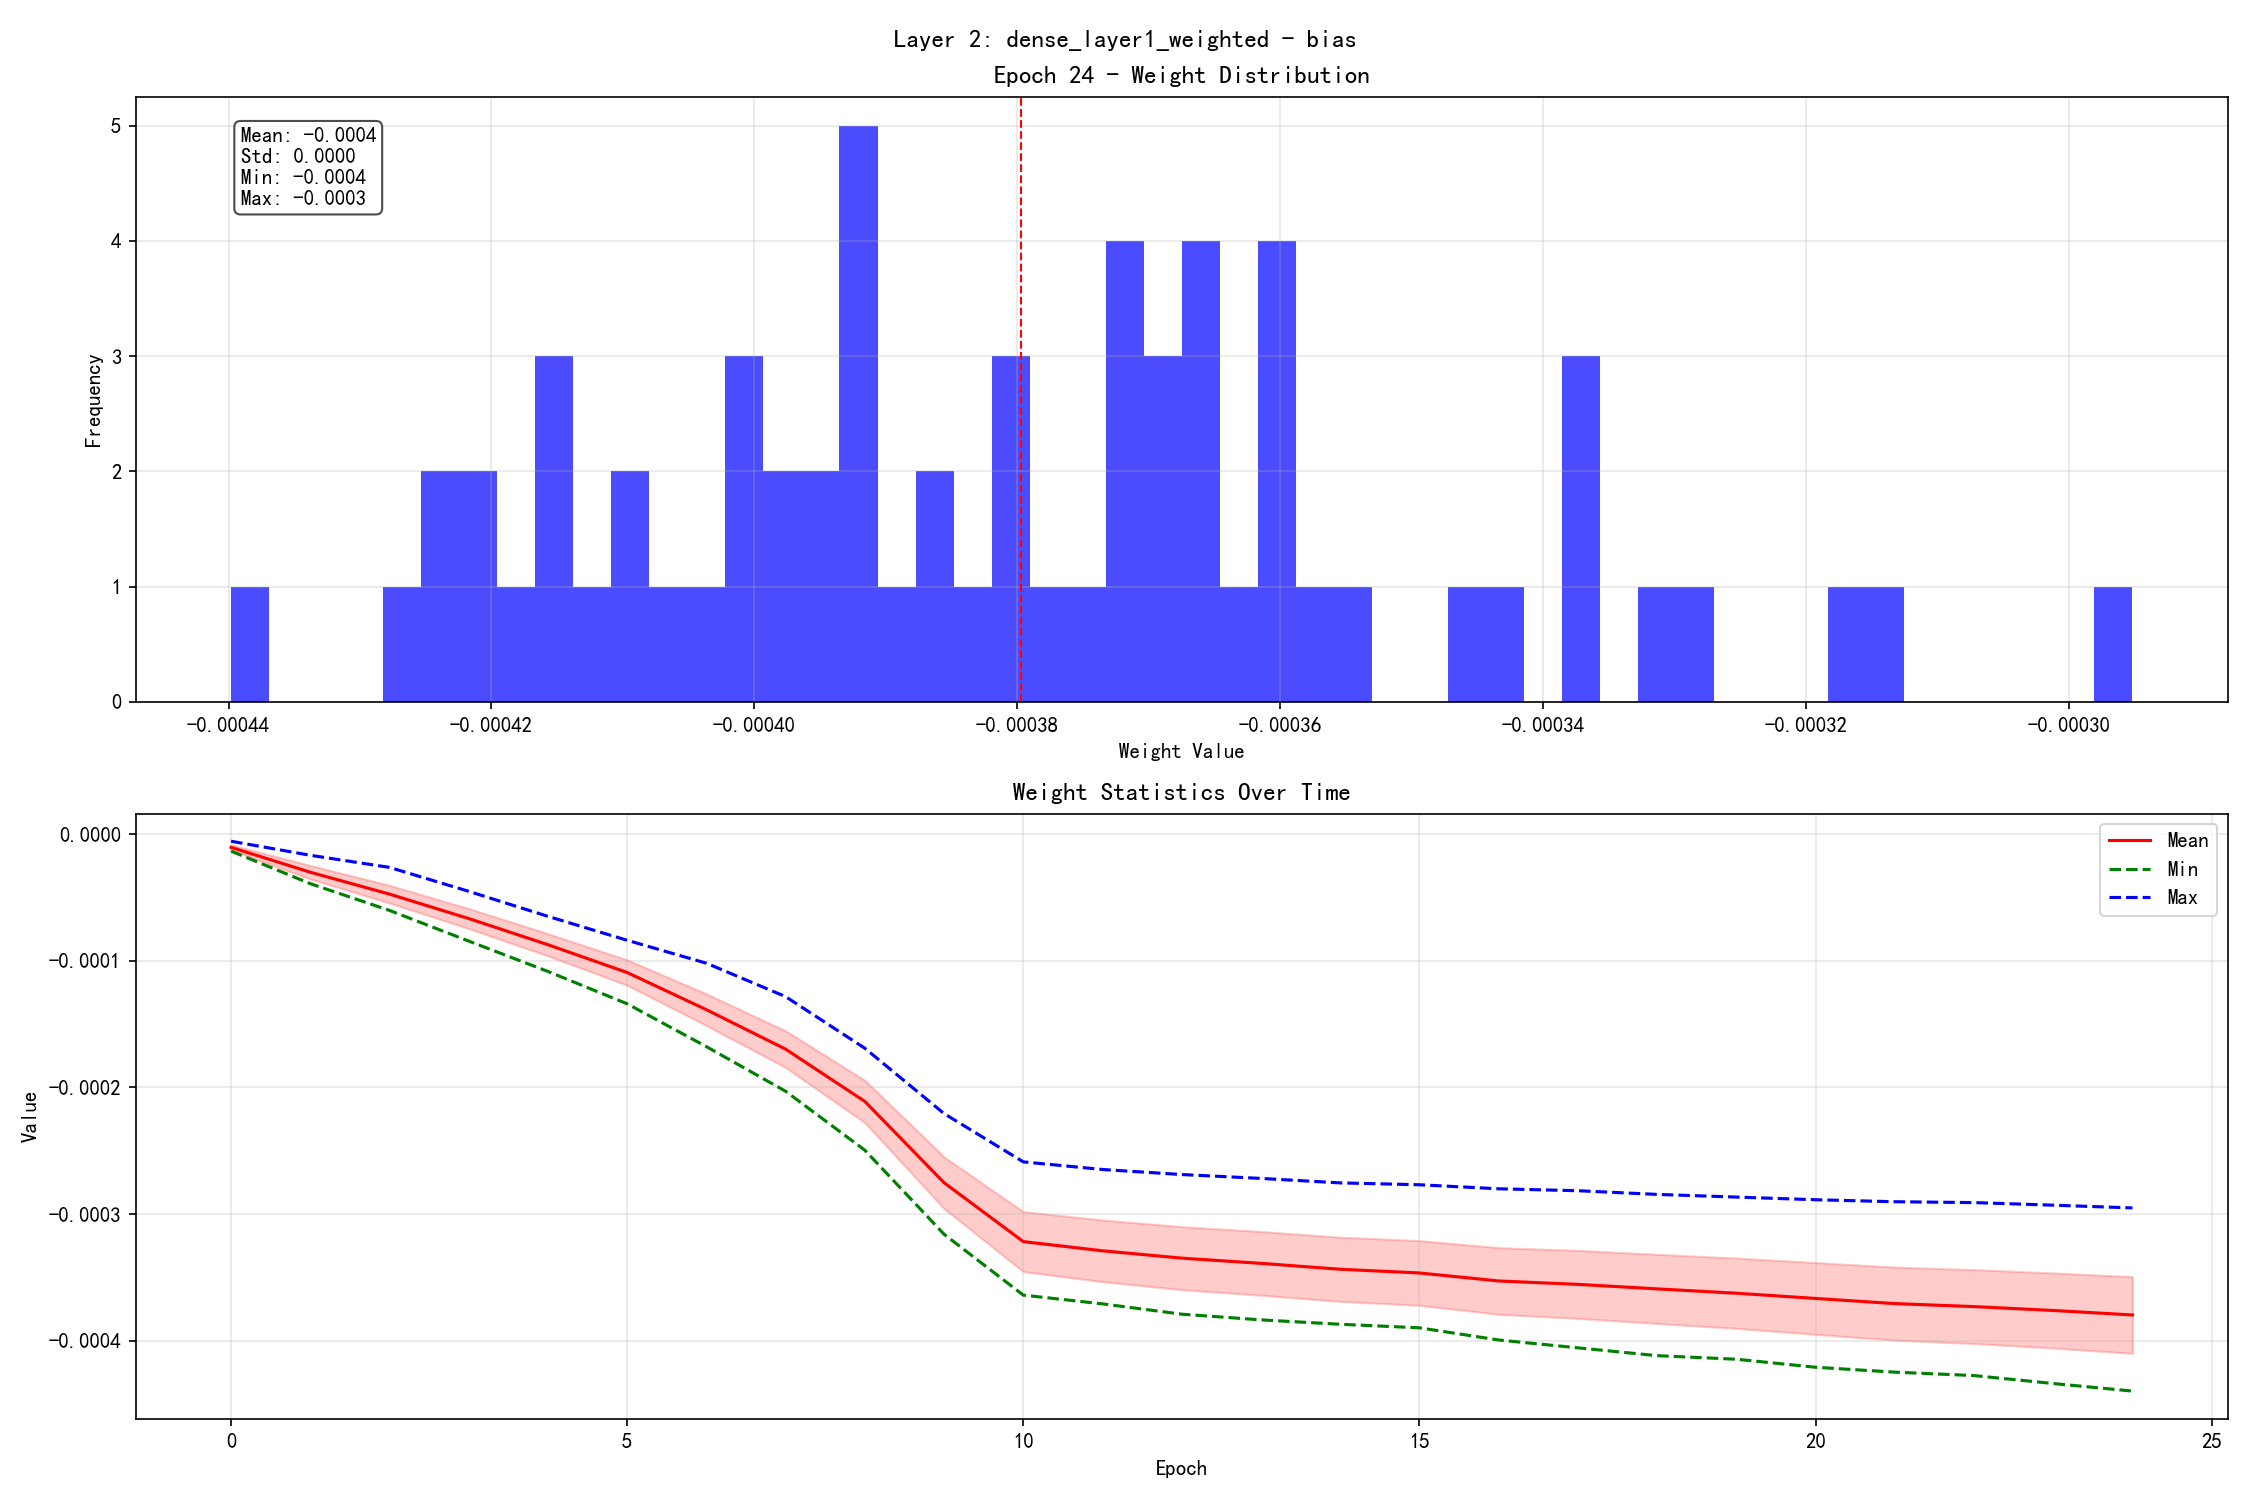 Layer 2: dense_layer1_weighted - bias
Epoch 24 - Weight Distribution
Mean: -0.0004
Std: 0.0000
Min: -0.0004
Max: -0.0003
5
4
3
2
1
0
Frequency
-0.00044 -0.00042 -0.00040 -0.00038 -0.00036 -0.00034 -0.00032 -0.00030
Weight Value
Weight Statistics Over Time
0.0000
-0.0001
-0.0002
-0.0003
-0.0004
Value
Mean
Min
Max
0 5 10 15 20 25
Epoch